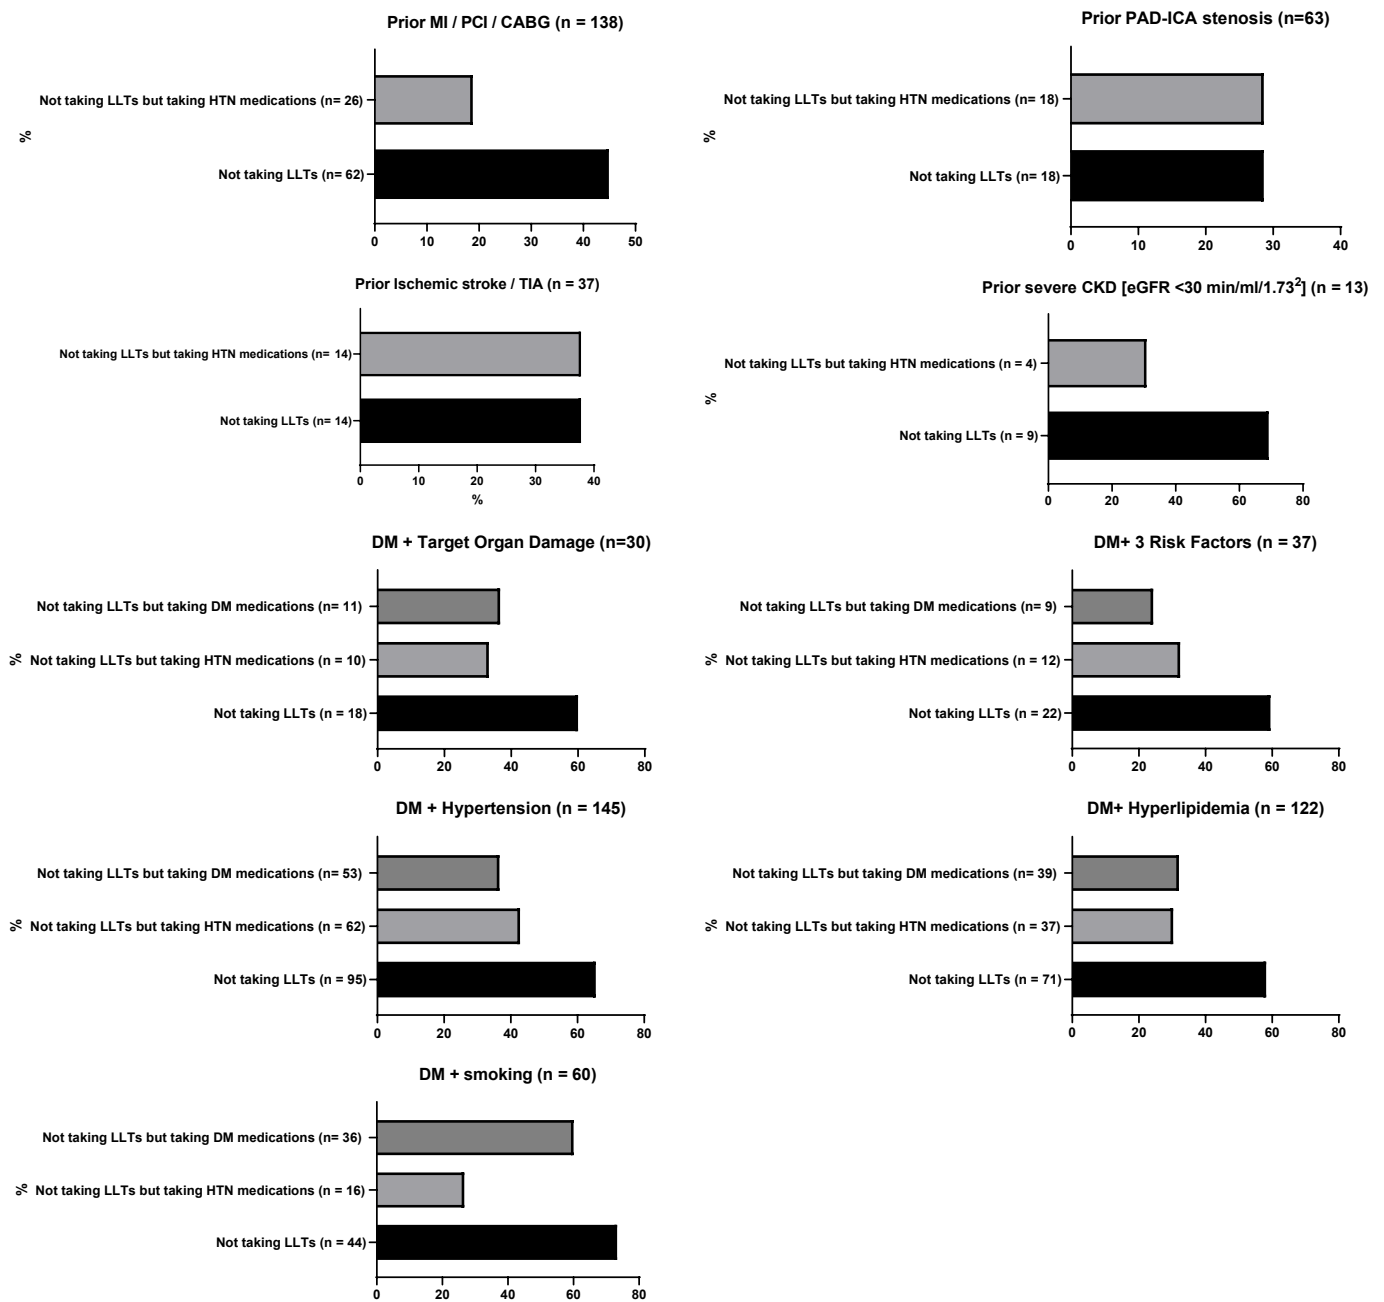 Prior MI / PCI / CABG (n = 138)
Not taking LLTs but taking HTN medications (n= 26)
%
Not taking LLTs (n= 62)
0 10 20 30 40 50
Prior PAD-ICA stenosis (n=63)
Not taking LLTs but taking HTN medications (n= 18)
%
Not taking LLTs (n= 18)
0 10 20 30 40
Prior Ischemic stroke / TIA (n = 37)
Not taking LLTs but taking HTN medications (n= 14)
Not taking LLTs (n= 14)
0 10 20 30 40
%
Prior severe CKD [eGFR <30 min/ml/1.73²] (n = 13)
Not taking LLTs but taking HTN medications (n = 4)
%
Not taking LLTs (n = 9)
0 20 40 60 80
DM + Target Organ Damage (n=30)
Not taking LLTs but taking DM medications (n= 11)
% Not taking LLTs but taking HTN medications (n = 10)
Not taking LLTs (n = 18)
0 20 40 60 80
DM+ 3 Risk Factors (n = 37)
Not taking LLTs but taking DM medications (n= 9)
% Not taking LLTs but taking HTN medications (n = 12)
Not taking LLTs (n = 22)
0 20 40 60 80
DM + Hypertension (n = 145)
Not taking LLTs but taking DM medications (n= 53)
% Not taking LLTs but taking HTN medications (n = 62)
Not taking LLTs (n = 95)
0 20 40 60 80
DM+ Hyperlipidemia (n = 122)
Not taking LLTs but taking DM medications (n= 39)
% Not taking LLTs but taking HTN medications (n = 37)
Not taking LLTs (n = 71)
0 20 40 60 80
DM + smoking (n = 60)
Not taking LLTs but taking DM medications (n= 36)
% Not taking LLTs but taking HTN medications (n = 16)
Not taking LLTs (n = 44)
0 20 40 60 80